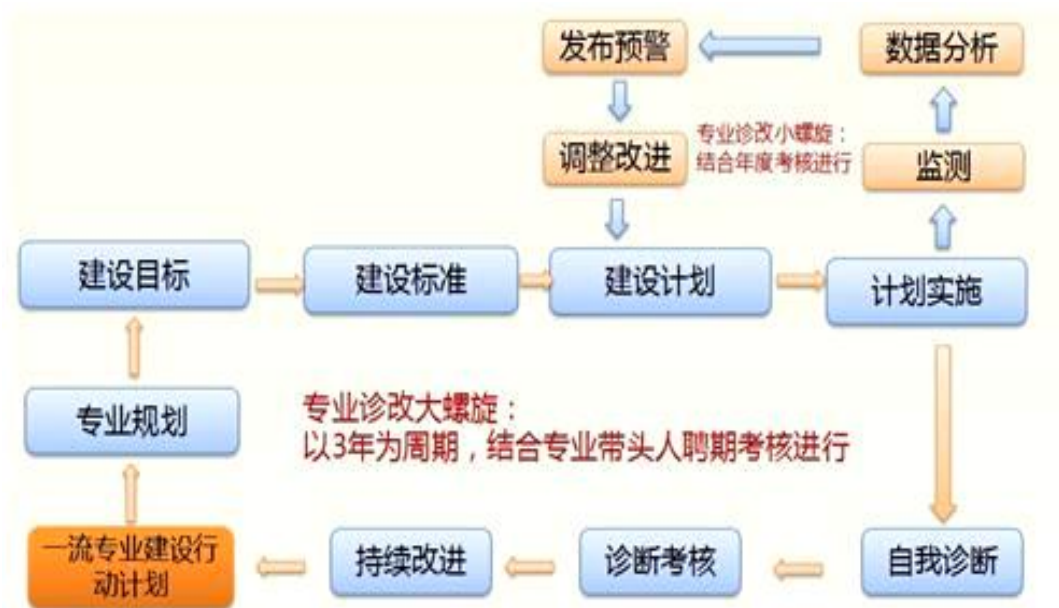 发布预警
数据分析
调整改进
专业诊改小螺旋：
结合年度考核进行
监测
建设目标
建设标准
建设计划
计划实施
专业规划
专业诊改大螺旋：
以3年为周期，结合专业带头人聘期考核进行
一流专业建设行
动计划
持续改进
诊断考核
自我诊断